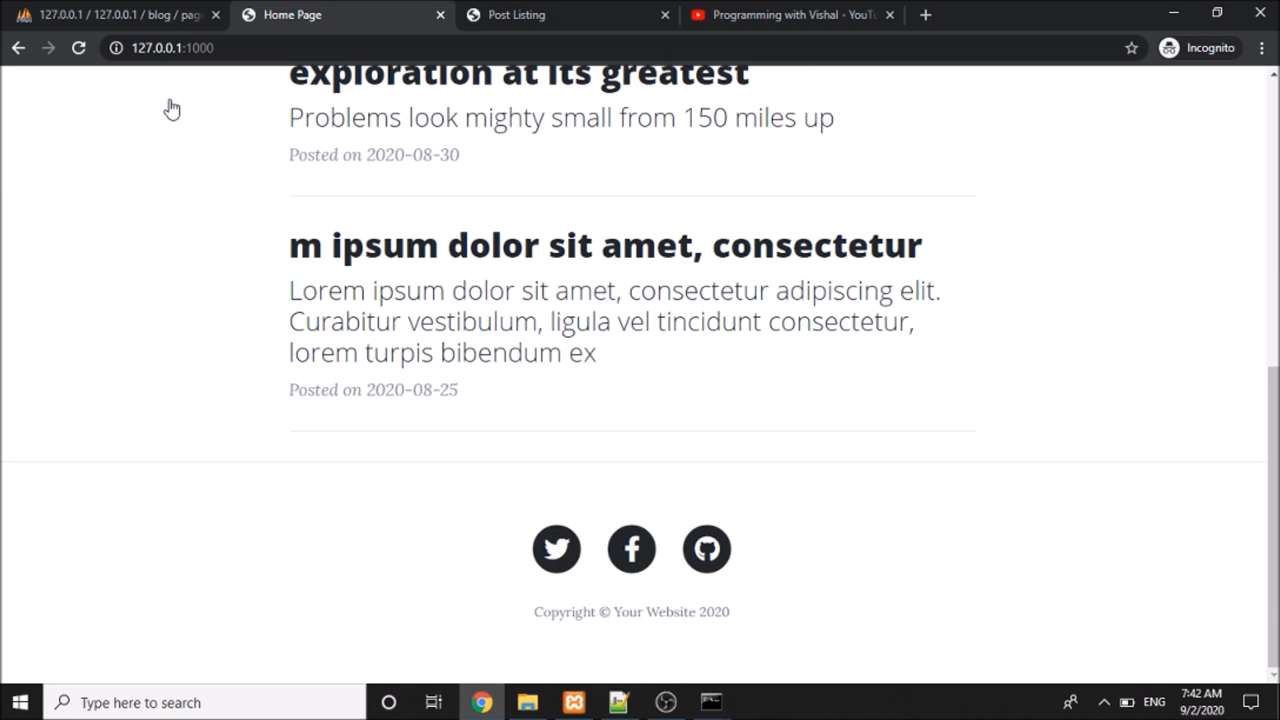 127.0.0.1 / 127.0.0.1 / blog / pag
Home Page
Post Listing
Programming with Vishal - YouTu
127.0.0.1:1000
Incognito
exploration at its greatest
Problems look mighty small from 150 miles up
Posted on 2020-08-30
m ipsum dolor sit amet, consectetur
Lorem ipsum dolor sit amet, consectetur adipiscing elit.
Curabitur vestibulum, ligula vel tincidunt consectetur,
lorem turpis bibendum ex
Posted on 2020-08-25
Copyright © Your Website 2020
Type here to search
ENG
7:42 AM
9/2/2020